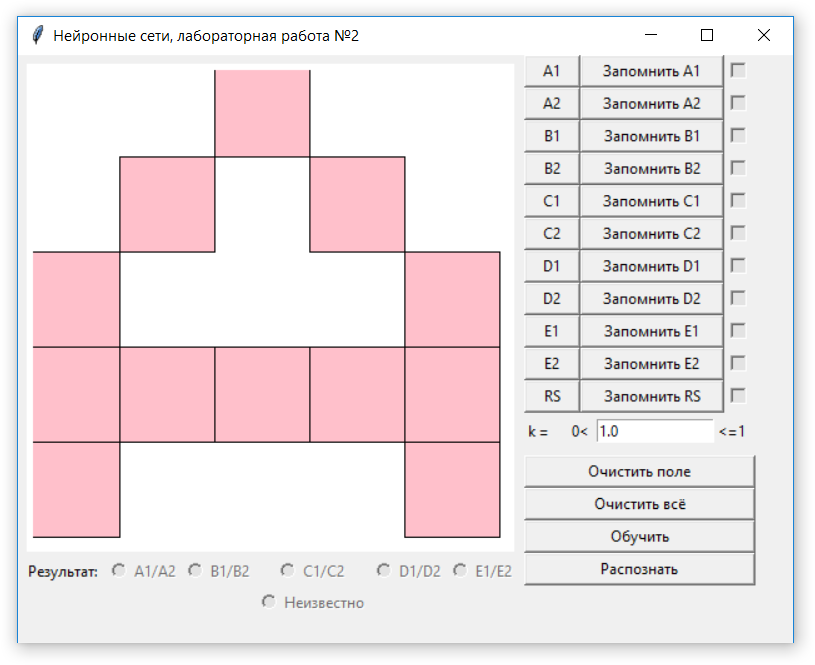 Нейронные сети, лабораторная работа №2
A1 Запомнить A1
A2 Запомнить A2
B1 Запомнить B1
B2 Запомнить B2
C1 Запомнить C1
C2 Запомнить C2
D1 Запомнить D1
D2 Запомнить D2
E1 Запомнить E1
E2 Запомнить E2
RS Запомнить RS
k = 0< 1.0 <=1
Очистить поле
Очистить всё
Обучить
Распознать
Результат: A1/A2 B1/B2 C1/C2 D1/D2 E1/E2
Неизвестно